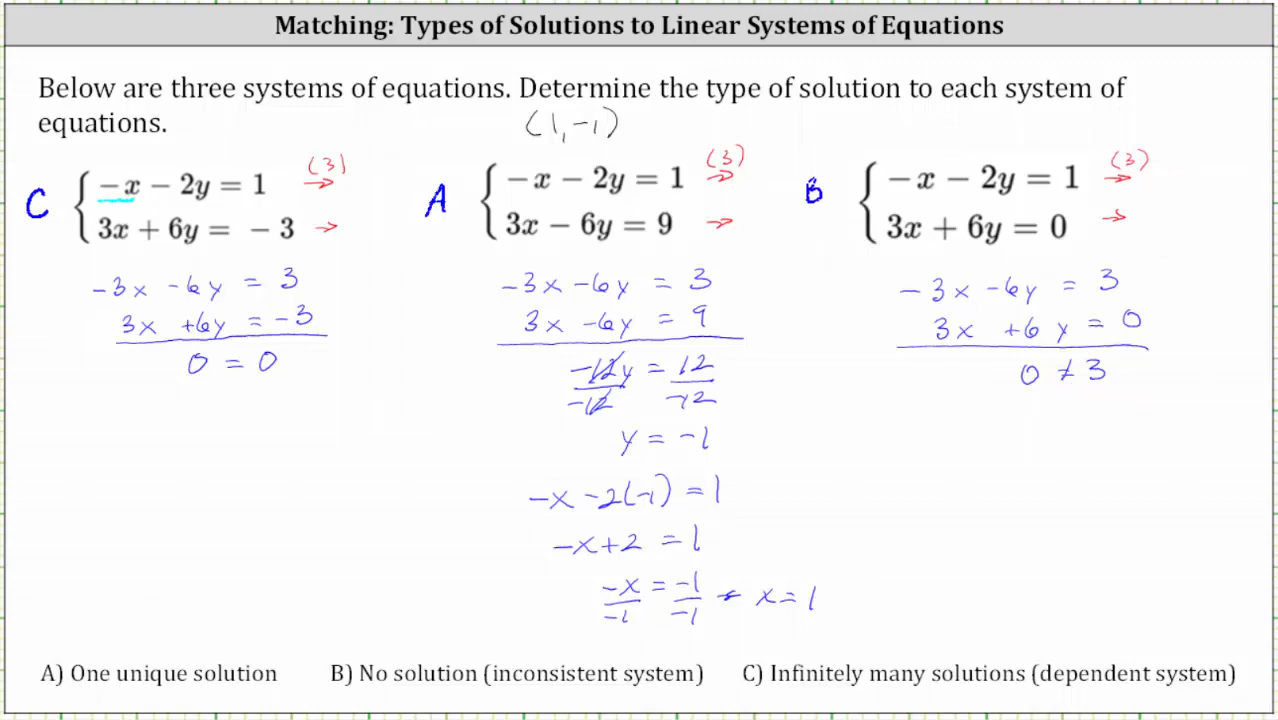 Matching: Types of Solutions to Linear Systems of Equations
Below are three systems of equations. Determine the type of solution to each system of
equations.
(1, -1)
C
−x − 2y = 1 (3) →
3x + 6y = − 3 →
-3x -6y = 3
3x +6y = -3
0 = 0
A
−x − 2y = 1 (3) →
3x − 6y = 9 →
-3x -6y = 3
3x -6y = 9
-12y/-12 = 12/-12
y = -1
-x -2(-1) = 1
-x+2 = 1
-x/-1 = -1/-1 → x = 1
B
−x − 2y = 1 (3) →
3x + 6y = 0 →
-3x -6y = 3
3x +6y = 0
0 ≠ 3
A) One unique solution B) No solution (inconsistent system) C) Infinitely many solutions (dependent system)